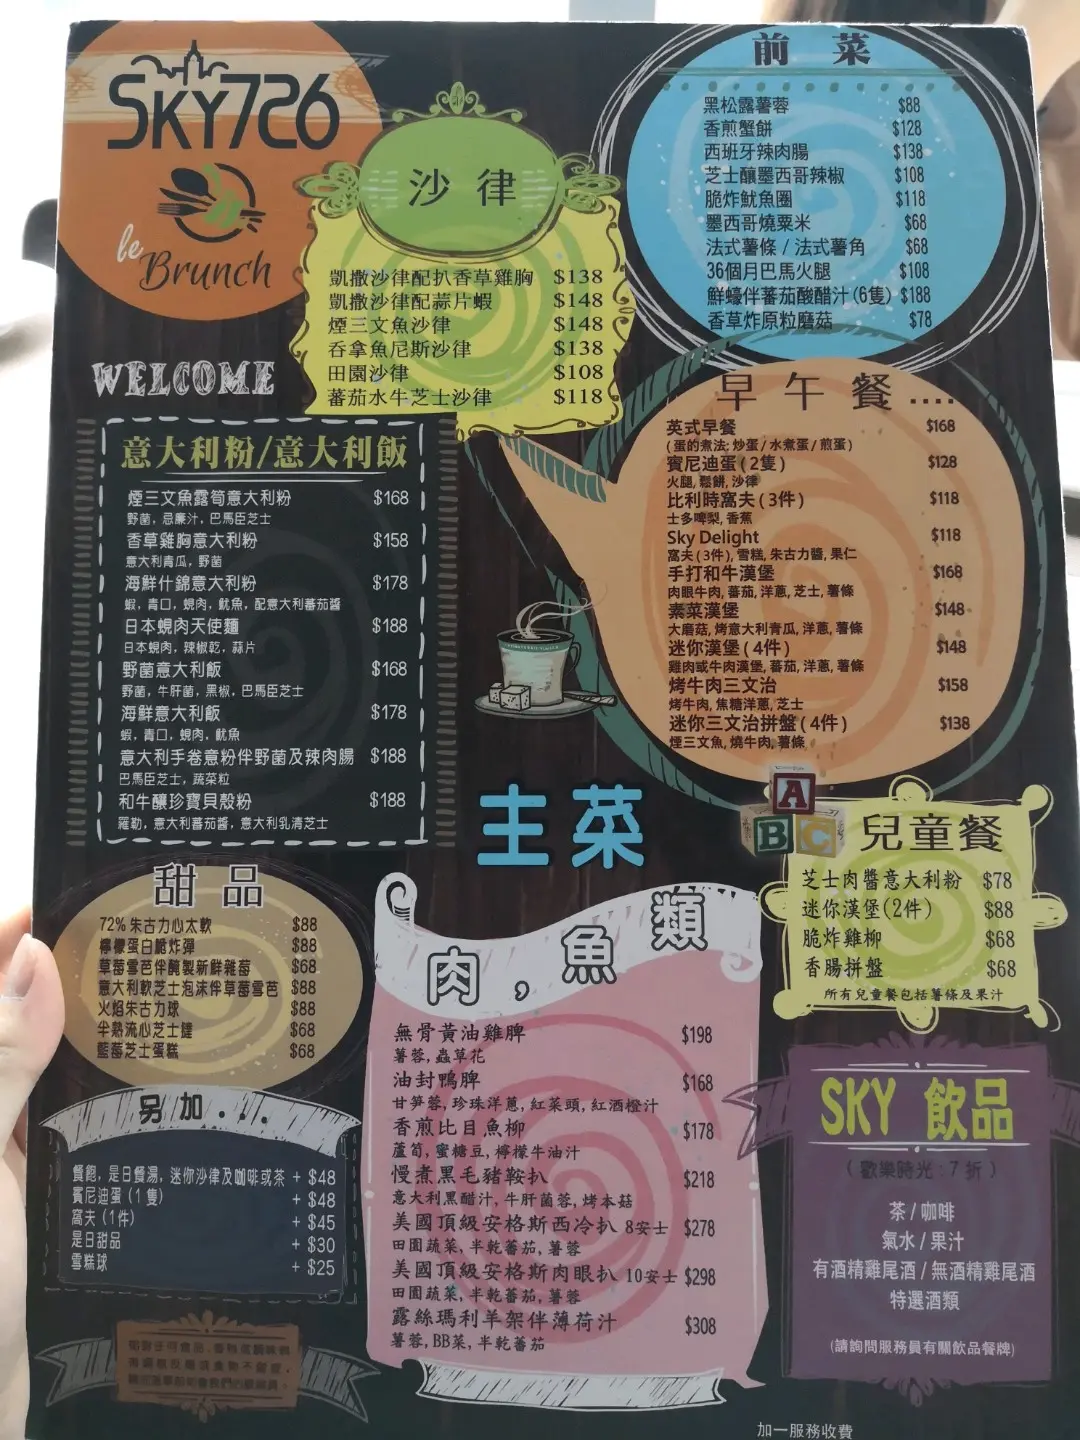 SKY726
le Brunch
WELCOME
沙律
凱撒沙律配扒香草雞胸 $138
凱撒沙律配蒜片蝦 $148
煙三文魚沙律 $148
吞拿魚尼斯沙律 $138
田園沙律 $108
蕃茄水牛芝士沙律 $118
前菜
黑松露薯蓉 $88
香煎蟹餅 $128
西班牙辣肉腸 $138
芝士釀墨西哥辣椒 $108
脆炸魷魚圈 $118
墨西哥燒粟米 $68
法式薯條 / 法式薯角 $68
36個月巴馬火腿 $108
鮮蠔伴蕃茄酸醋汁(6隻) $188
香草炸原粒磨菇 $78
意大利粉/意大利飯
煙三文魚露筍意大利粉 $168
野菌, 忌廉汁, 巴馬臣芝士
香草雞胸意大利粉 $158
意大利青瓜, 野菌
海鮮什錦意大利粉 $178
蝦, 青口, 蜆肉, 魷魚, 配意大利蕃茄醬
日本蜆肉天使麵 $188
日本蜆肉, 辣椒乾, 蒜片
野菌意大利飯 $168
野菌, 牛肝菌, 黑椒, 巴馬臣芝士
海鮮意大利飯 $178
蝦, 青口, 蜆肉, 魷魚
意大利手卷意粉伴野菌及辣肉腸 $188
巴馬臣芝士, 蔬菜粒
和牛釀珍寶貝殼粉 $188
羅勒, 意大利蕃茄醬, 意大利乳清芝士
早午餐....
英式早餐 $168
(蛋的煮法: 炒蛋 / 水煮蛋 / 煎蛋)
賓尼迪蛋 (2隻) $128
火腿, 鬆餅, 沙律
比利時窩夫 (3件) $118
士多啤梨, 香蕉
Sky Delight $118
窩夫 (3件), 雪糕, 朱古力醬, 果仁
手打和牛漢堡 $168
肉眼牛肉, 蕃茄, 洋蔥, 芝士, 薯條
素菜漢堡 $148
大磨菇, 烤意大利青瓜, 洋蔥, 薯條
迷你漢堡 (4件) $148
雞肉或牛肉漢堡, 蕃茄, 洋蔥, 薯條
烤牛肉三文治 $158
烤牛肉, 焦糖洋蔥, 芝士
迷你三文治拼盤 (4件) $138
煙三文魚, 燒牛肉, 薯條
主菜
甜品
72% 朱古力心太軟 $88
檸檬蛋白脆炸彈 $88
草莓雪芭伴醃製新鮮雜莓 $68
意大利軟芝士泡沫伴草莓雪芭 $88
火焰朱古力球 $88
半熟流心芝士撻 $68
藍莓芝士蛋糕 $68
肉, 魚類
無骨黃油雞脾 $198
薯蓉, 蟲草花
油封鴨脾 $168
甘笋蓉, 珍珠洋蔥, 紅菜頭, 紅酒橙汁
香煎比目魚柳 $178
蘆筍, 蜜糖豆, 檸檬牛油汁
慢煮黑毛豬鞍扒 $218
意大利黑醋汁, 牛肝菌蓉, 烤本菇
美國頂級安格斯西冷扒 8安士 $278
田園蔬菜, 半乾蕃茄, 薯蓉
美國頂級安格斯肉眼扒 10安士 $298
田園蔬菜, 半乾蕃茄, 薯蓉
露絲瑪利羊架伴薄荷汁 $308
薯蓉, BB菜, 半乾蕃茄
A
B C
兒童餐
芝士肉醬意大利粉 $78
迷你漢堡(2件) $88
脆炸雞柳 $68
香腸拼盤 $68
所有兒童餐包括薯條及果汁
另加...
餐飽, 是日餐湯, 迷你沙律及咖啡或茶 + $48
賓尼迪蛋 (1隻) + $48
窩夫 (1件) + $45
是日甜品 + $30
雪糕球 + $25
SKY 飲品
(歡樂時光: 7折)
茶 / 咖啡
氣水 / 果汁
有酒精雞尾酒 / 無酒精雞尾酒
特選酒類
(請詢問服務員有關飲品餐牌)
加一服務收費